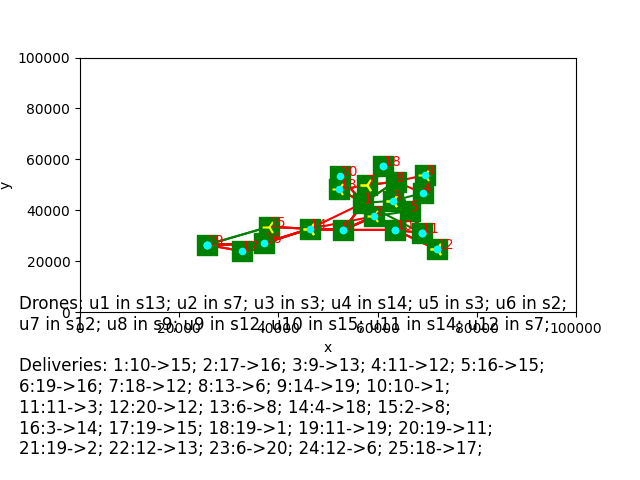 100000
80000
60000
40000
20000
0
y
0 20000 40000 60000 80000 100000
x
18
Drones: u1 in s13; u2 in s7; u3 in s3; u4 in s14; u5 in s3; u6 in s2;
u7 in s12; u8 in s9; u9 in s12; u10 in s15; u11 in s14; u12 in s7;
Deliveries: 1:10->15; 2:17->16; 3:9->13; 4:11->12; 5:16->15;
6:19->16; 7:18->12; 8:13->6; 9:14->19; 10:10->1;
11:11->3; 12:20->12; 13:6->8; 14:4->18; 15:2->8;
16:3->14; 17:19->15; 18:19->1; 19:11->19; 20:19->11;
21:19->2; 22:12->13; 23:6->20; 24:12->6; 25:18->17;